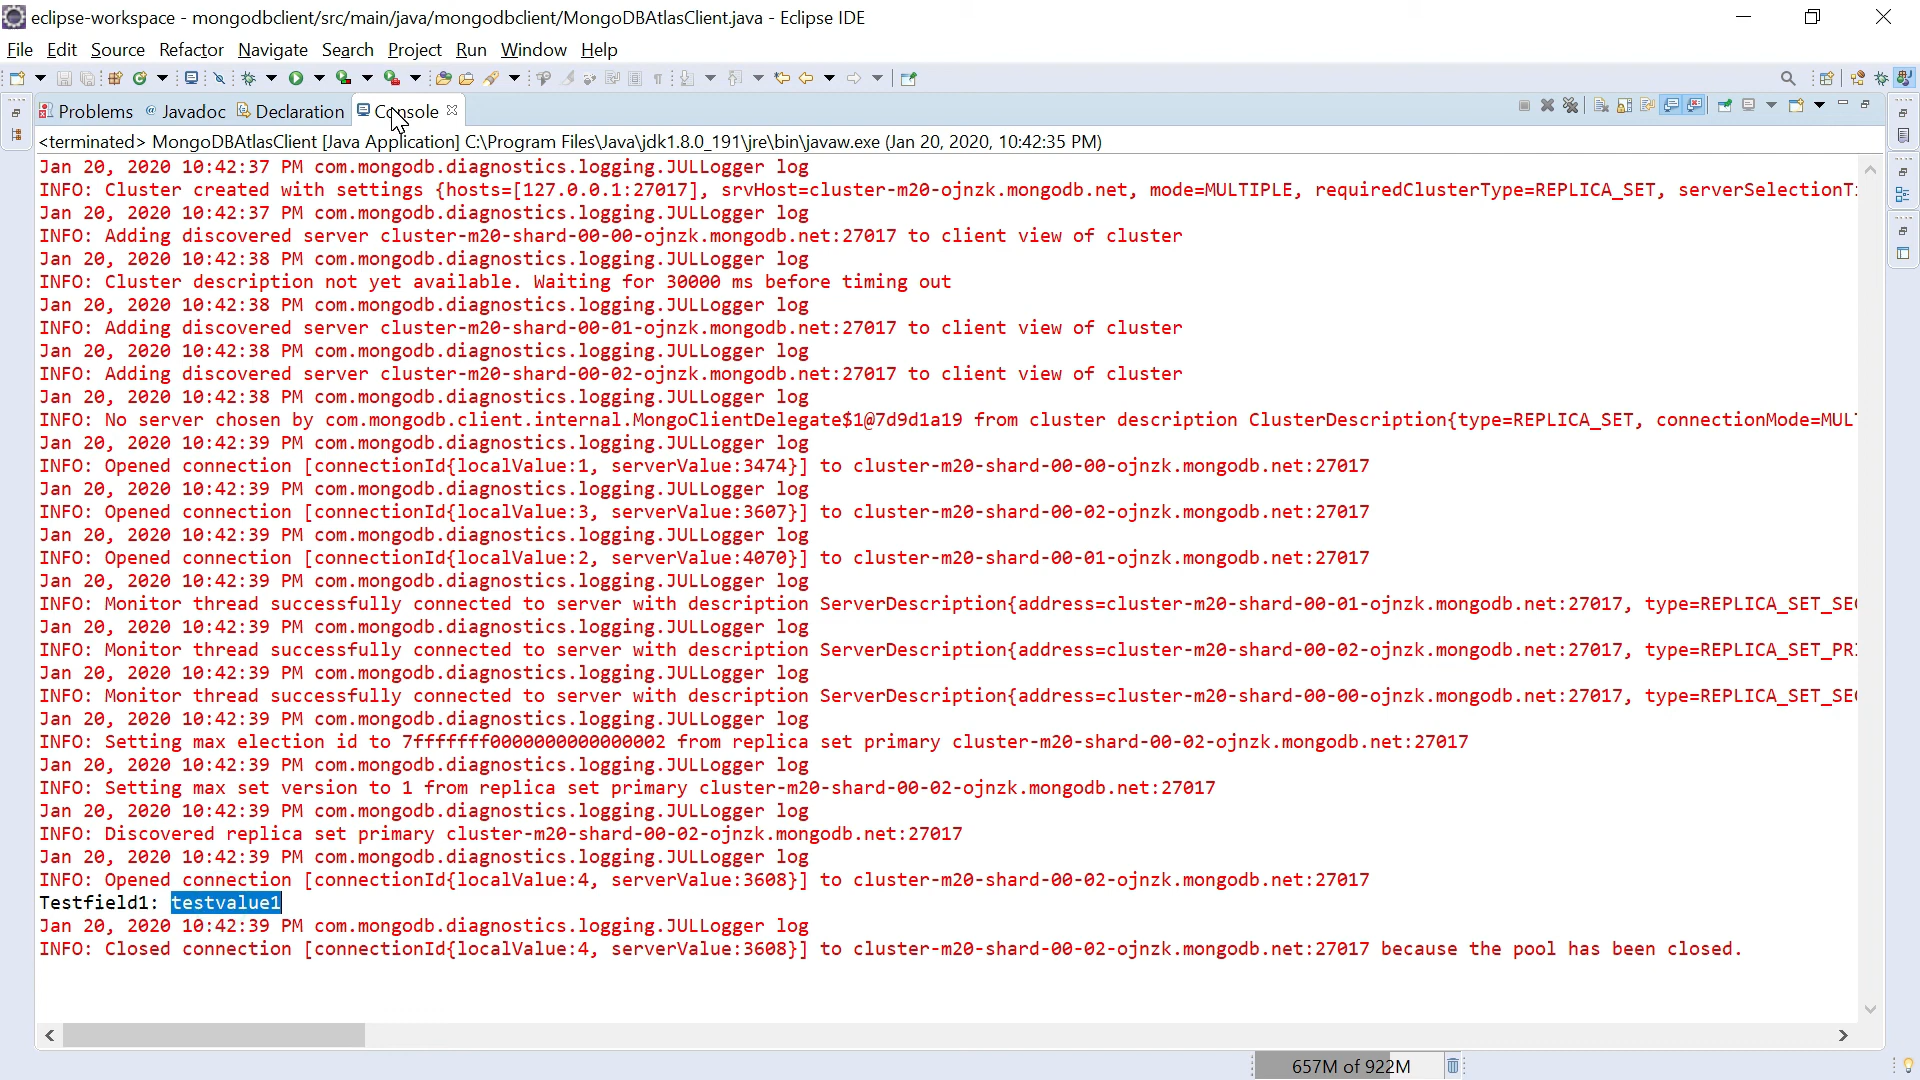 eclipse-workspace - mongodbclient/src/main/java/mongodbclient/MongoDBAtlasClient.java - Eclipse IDE
File Edit Source Refactor Navigate Search Project Run Window Help
Problems @ Javadoc Declaration Console
<terminated> MongoDBAtlasClient [Java Application] C:\Program Files\Java\jdk1.8.0_191\jre\bin\javaw.exe (Jan 20, 2020, 10:42:35 PM)
Jan 20, 2020 10:42:37 PM com.mongodb.diagnostics.logging.JULLogger log
INFO: Cluster created with settings {hosts=[127.0.0.1:27017], srvHost=cluster-m20-ojnzk.mongodb.net, mode=MULTIPLE, requiredClusterType=REPLICA_SET, serverSelectionTi
Jan 20, 2020 10:42:37 PM com.mongodb.diagnostics.logging.JULLogger log
INFO: Adding discovered server cluster-m20-shard-00-00-ojnzk.mongodb.net:27017 to client view of cluster
Jan 20, 2020 10:42:38 PM com.mongodb.diagnostics.logging.JULLogger log
INFO: Cluster description not yet available. Waiting for 30000 ms before timing out
Jan 20, 2020 10:42:38 PM com.mongodb.diagnostics.logging.JULLogger log
INFO: Adding discovered server cluster-m20-shard-00-01-ojnzk.mongodb.net:27017 to client view of cluster
Jan 20, 2020 10:42:38 PM com.mongodb.diagnostics.logging.JULLogger log
INFO: Adding discovered server cluster-m20-shard-00-02-ojnzk.mongodb.net:27017 to client view of cluster
Jan 20, 2020 10:42:38 PM com.mongodb.diagnostics.logging.JULLogger log
INFO: No server chosen by com.mongodb.client.internal.MongoClientDelegate$1@7d9d1a19 from cluster description ClusterDescription{type=REPLICA_SET, connectionMode=MULT
Jan 20, 2020 10:42:39 PM com.mongodb.diagnostics.logging.JULLogger log
INFO: Opened connection [connectionId{localValue:1, serverValue:3474}] to cluster-m20-shard-00-00-ojnzk.mongodb.net:27017
Jan 20, 2020 10:42:39 PM com.mongodb.diagnostics.logging.JULLogger log
INFO: Opened connection [connectionId{localValue:3, serverValue:3607}] to cluster-m20-shard-00-02-ojnzk.mongodb.net:27017
Jan 20, 2020 10:42:39 PM com.mongodb.diagnostics.logging.JULLogger log
INFO: Opened connection [connectionId{localValue:2, serverValue:4070}] to cluster-m20-shard-00-01-ojnzk.mongodb.net:27017
Jan 20, 2020 10:42:39 PM com.mongodb.diagnostics.logging.JULLogger log
INFO: Monitor thread successfully connected to server with description ServerDescription{address=cluster-m20-shard-00-01-ojnzk.mongodb.net:27017, type=REPLICA_SET_SEC
Jan 20, 2020 10:42:39 PM com.mongodb.diagnostics.logging.JULLogger log
INFO: Monitor thread successfully connected to server with description ServerDescription{address=cluster-m20-shard-00-02-ojnzk.mongodb.net:27017, type=REPLICA_SET_PRI
Jan 20, 2020 10:42:39 PM com.mongodb.diagnostics.logging.JULLogger log
INFO: Monitor thread successfully connected to server with description ServerDescription{address=cluster-m20-shard-00-00-ojnzk.mongodb.net:27017, type=REPLICA_SET_SEC
Jan 20, 2020 10:42:39 PM com.mongodb.diagnostics.logging.JULLogger log
INFO: Setting max election id to 7fffffff0000000000000002 from replica set primary cluster-m20-shard-00-02-ojnzk.mongodb.net:27017
Jan 20, 2020 10:42:39 PM com.mongodb.diagnostics.logging.JULLogger log
INFO: Setting max set version to 1 from replica set primary cluster-m20-shard-00-02-ojnzk.mongodb.net:27017
Jan 20, 2020 10:42:39 PM com.mongodb.diagnostics.logging.JULLogger log
INFO: Discovered replica set primary cluster-m20-shard-00-02-ojnzk.mongodb.net:27017
Jan 20, 2020 10:42:39 PM com.mongodb.diagnostics.logging.JULLogger log
INFO: Opened connection [connectionId{localValue:4, serverValue:3608}] to cluster-m20-shard-00-02-ojnzk.mongodb.net:27017
Testfield1: testvalue1
Jan 20, 2020 10:42:39 PM com.mongodb.diagnostics.logging.JULLogger log
INFO: Closed connection [connectionId{localValue:4, serverValue:3608}] to cluster-m20-shard-00-02-ojnzk.mongodb.net:27017 because the pool has been closed.
657M of 922M